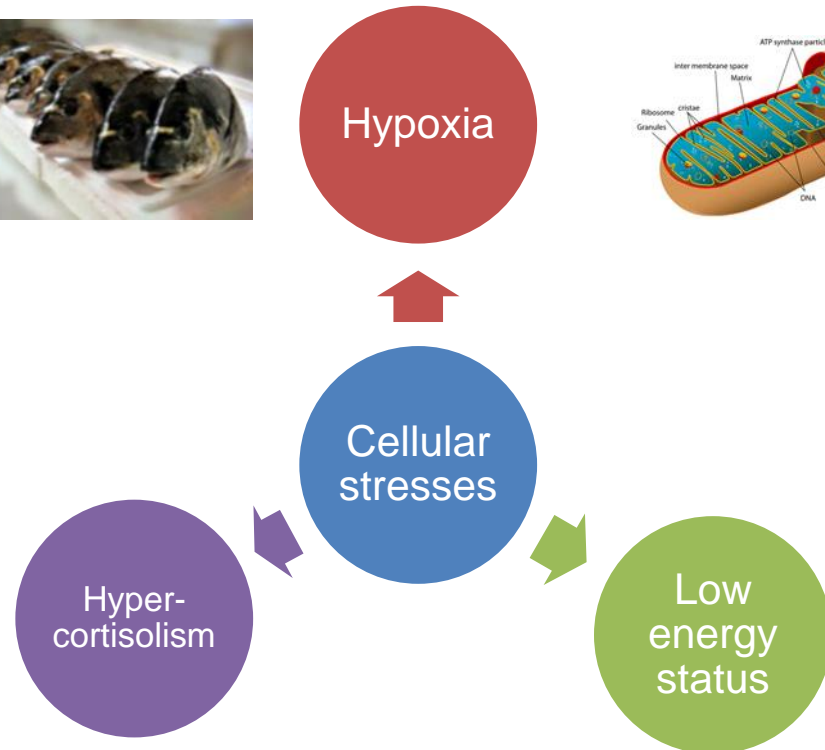 Hypoxia
ATP synthase particl
inter membrane space
Matrix
Ribosome
cristae
Granules
DNA
Cellular
stresses
Hyper-
cortisolism
Low
energy
status